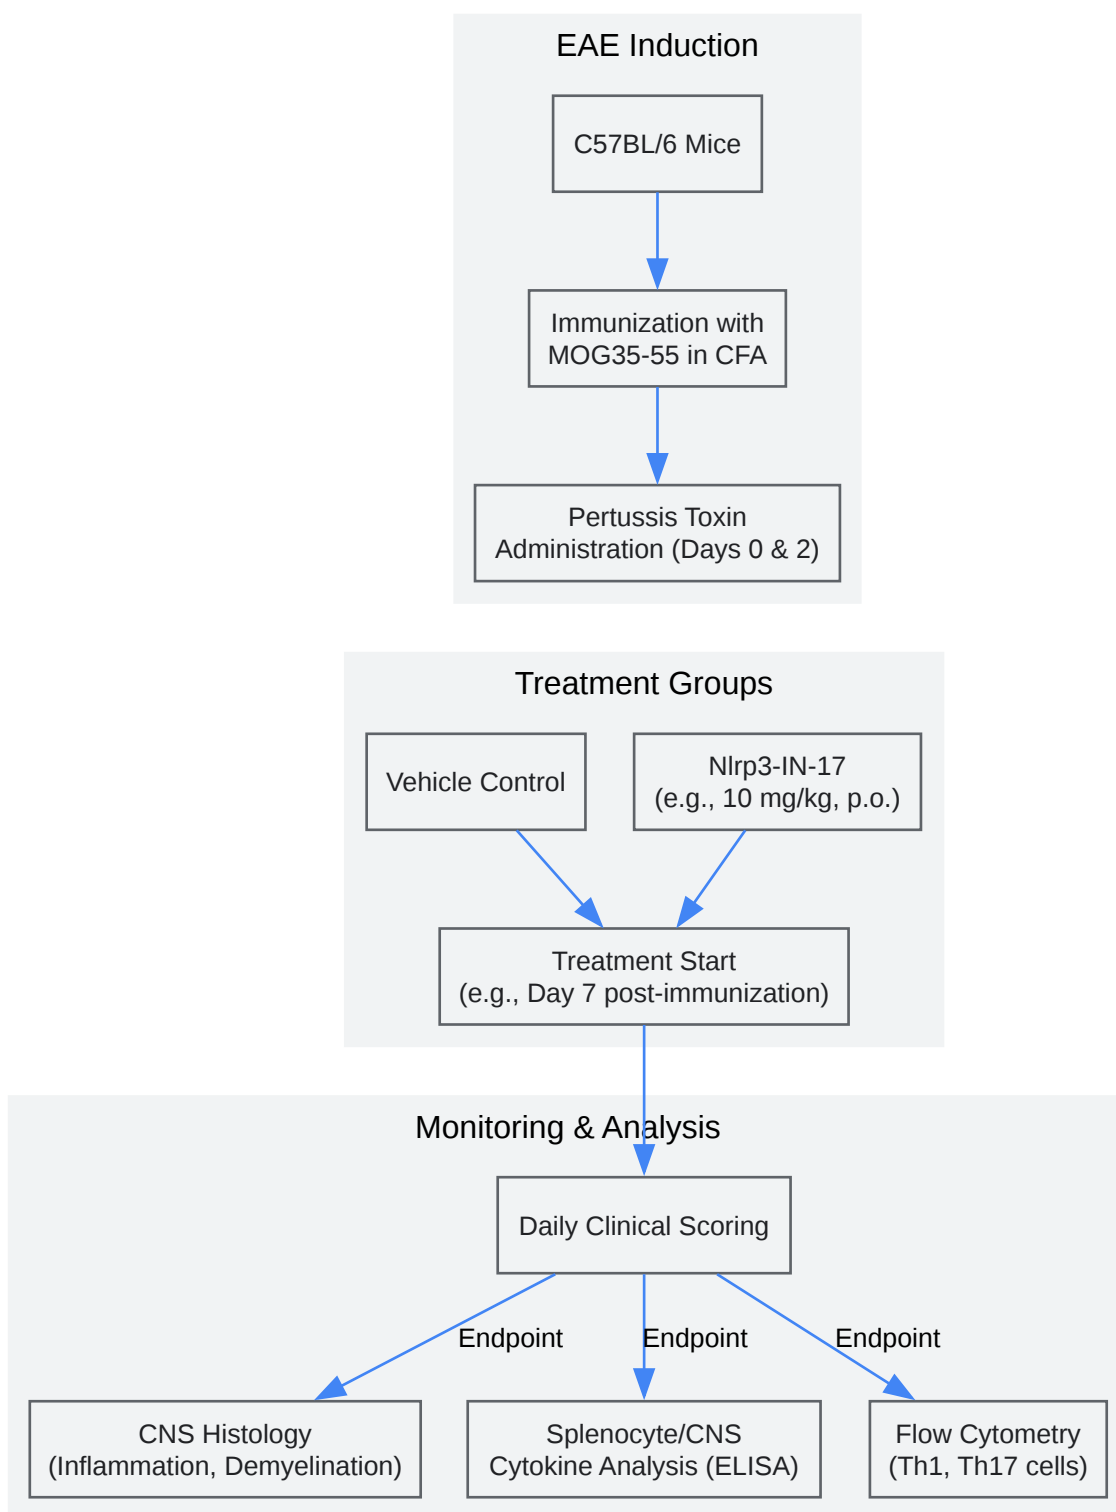 EAE Induction
C57BL/6 Mice
Immunization with
MOG35-55 in CFA
Pertussis Toxin
Administration (Days 0 & 2)
Treatment Groups
Vehicle Control
Nlrp3-IN-17
(e.g., 10 mg/kg, p.o.)
Treatment Start
(e.g., Day 7 post-immunization)
Monitoring & Analysis
Daily Clinical Scoring
Endpoint
Endpoint
Endpoint
CNS Histology
(Inflammation, Demyelination)
Splenocyte/CNS
Cytokine Analysis (ELISA)
Flow Cytometry
(Th1, Th17 cells)